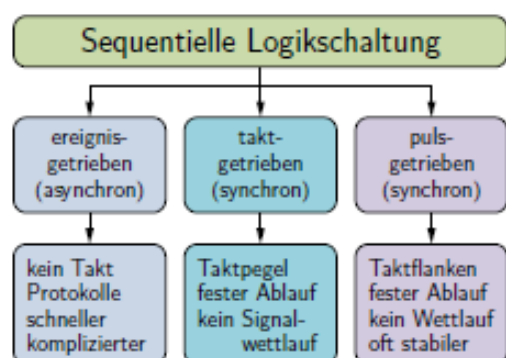 Sequentielle Logikschaltung
ereignis-
getrieben
(asynchron)
takt-
getrieben
(synchron)
puls-
getrieben
(synchron)
kein Takt
Protokolle
schneller
komplizierter
Taktpegel
fester Ablauf
kein Signal-
wettlauf
Taktflanken
fester Ablauf
kein Wettlauf
oft stabiler